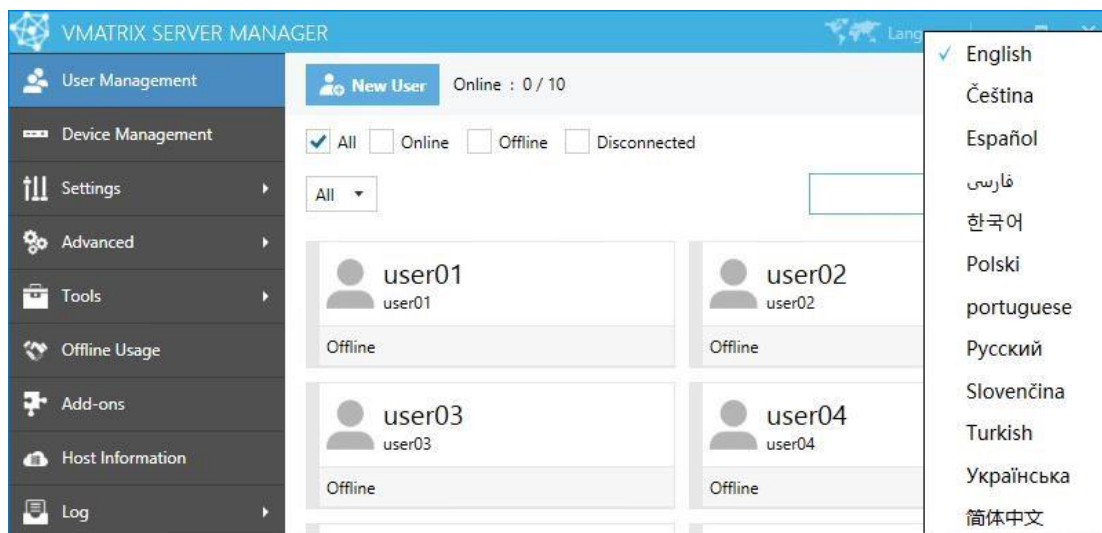 VMATRIX SERVER MANAGER
Lang
User Management
Device Management
Settings
Advanced
Tools
Offline Usage
Add-ons
Host Information
Log
New User Online : 0 / 10
All Online Offline Disconnected
All
user01
user01
Offline
user02
user02
Offline
user03
user03
Offline
user04
user04
Offline
English
Čeština
Español
فارسی
한국어
Polski
portuguese
Русский
Slovenčina
Turkish
Українська
简体中文